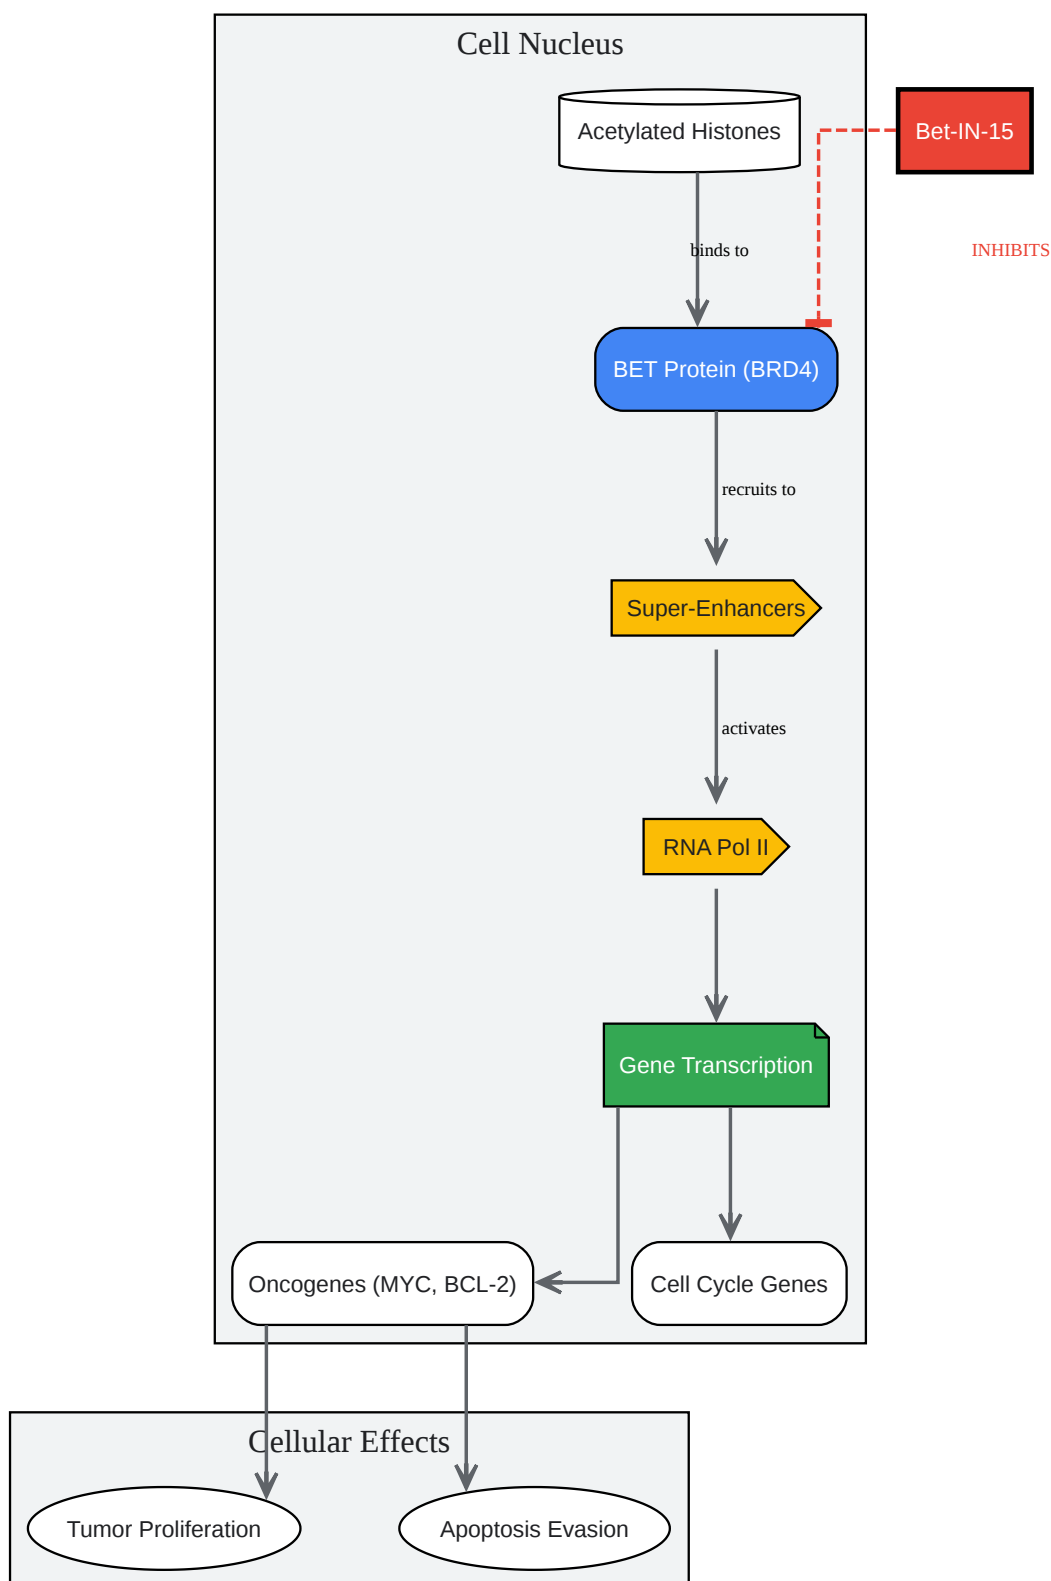 Cell Nucleus
Acetylated Histones
Bet-IN-15
binds to
INHIBITS
BET Protein (BRD4)
recruits to
Super-Enhancers
activates
RNA Pol II
Gene Transcription
Oncogenes (MYC, BCL-2)
Cell Cycle Genes
Cellular Effects
Tumor Proliferation
Apoptosis Evasion